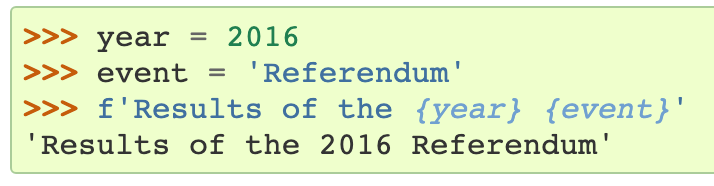 >>> year = 2016
>>> event = 'Referendum'
>>> f'Results of the {year} {event}'
'Results of the 2016 Referendum'